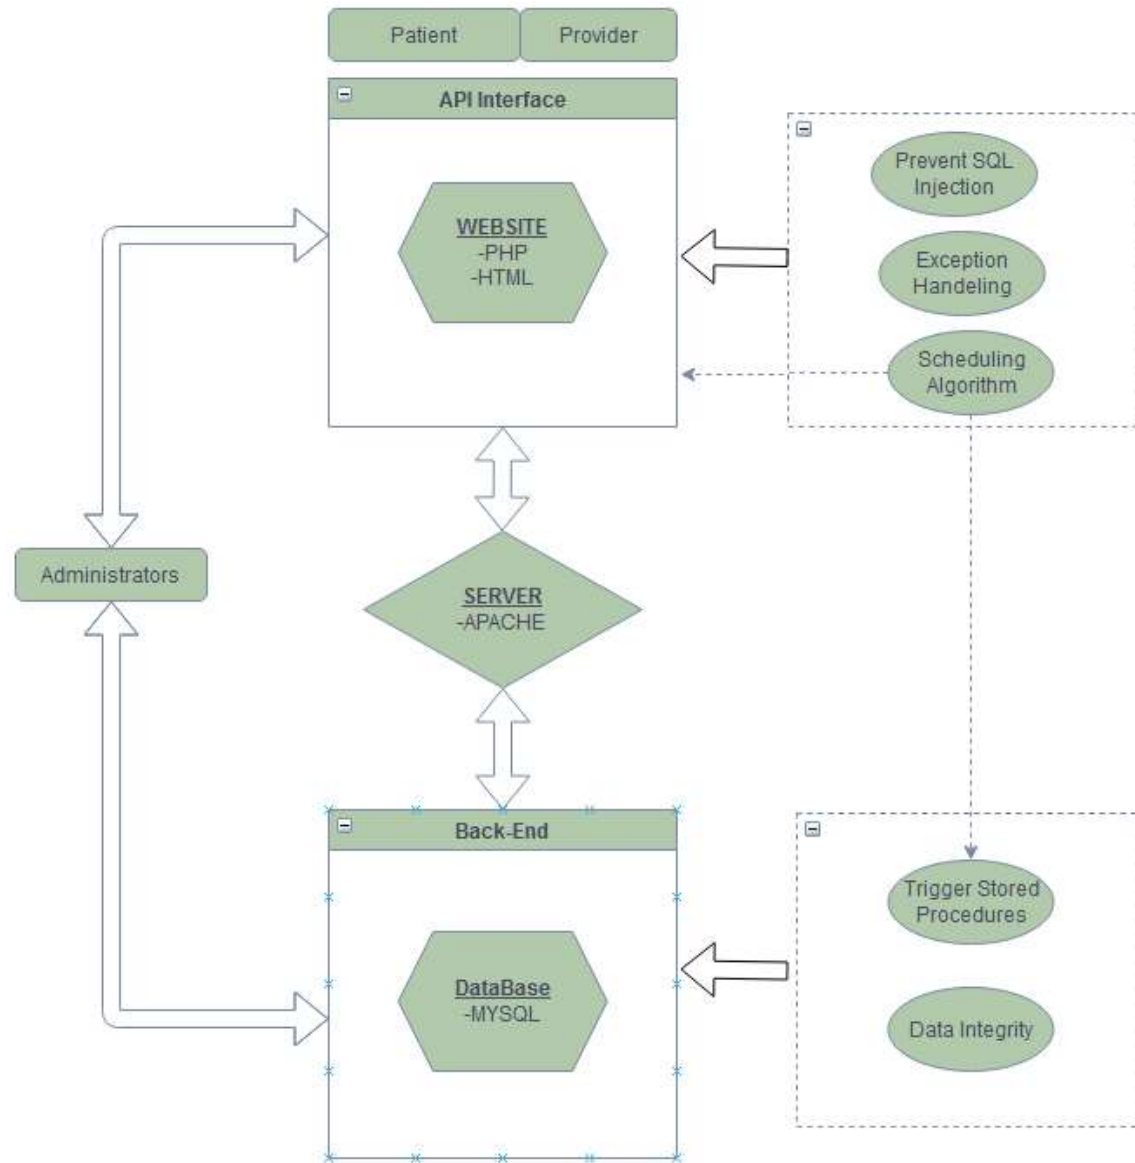 Patient
Provider
API Interface
WEBSITE
-PHP
-HTML
Prevent SQL
Injection
Exception
Handeling
Scheduling
Algorithm
Administrators
SERVER
-APACHE
Back-End
DataBase
-MYSQL
Trigger Stored
Procedures
Data Integrity